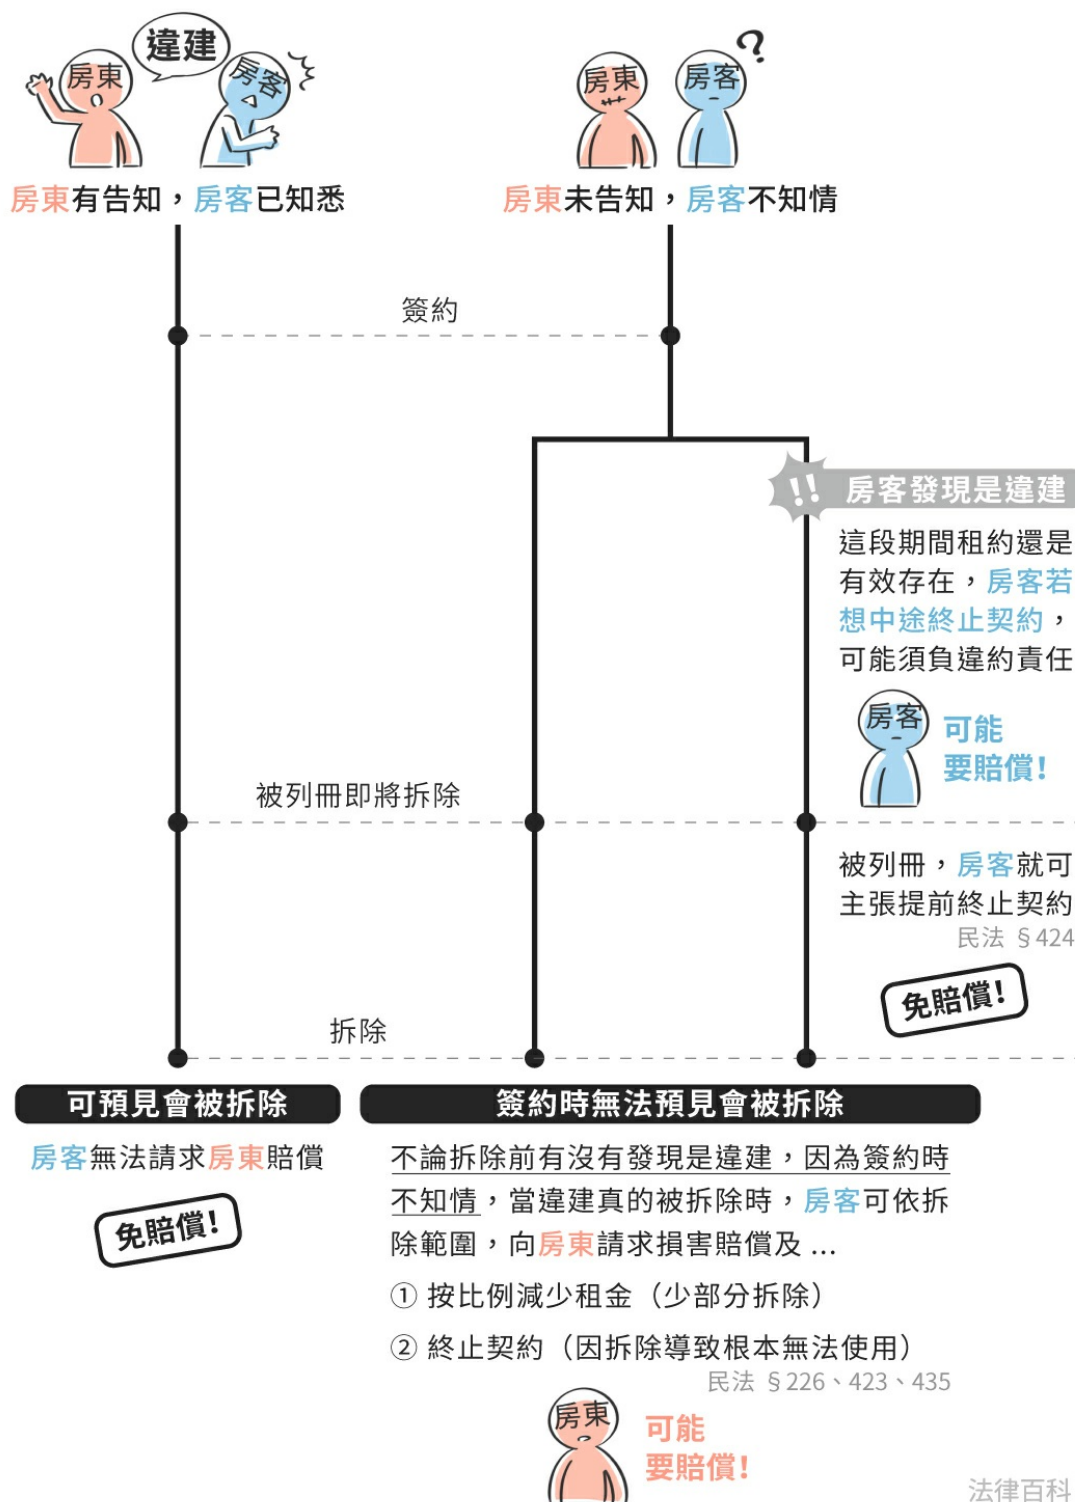 違建
房東
房客
房東
房客
?
房東有告知，房客已知悉
房東未告知，房客不知情
簽約
!!
房客發現是違建
這段期間租約還是
有效存在，房客若
想中途終止契約，
可能須負違約責任
房客
可能
要賠償！
被列冊即將拆除
被列冊，房客就可
主張提前終止契約
民法 §424
免賠償！
拆除
可預見會被拆除
房客無法請求房東賠償
免賠償！
簽約時無法預見會被拆除
不論拆除前有沒有發現是違建，因為簽約時
不知情，當違建真的被拆除時，房客可依拆
除範圍，向房東請求損害賠償及 ...
① 按比例減少租金（少部分拆除）
② 終止契約（因拆除導致根本無法使用）
民法 §226、423、435
房東
可能
要賠償！
法律百科